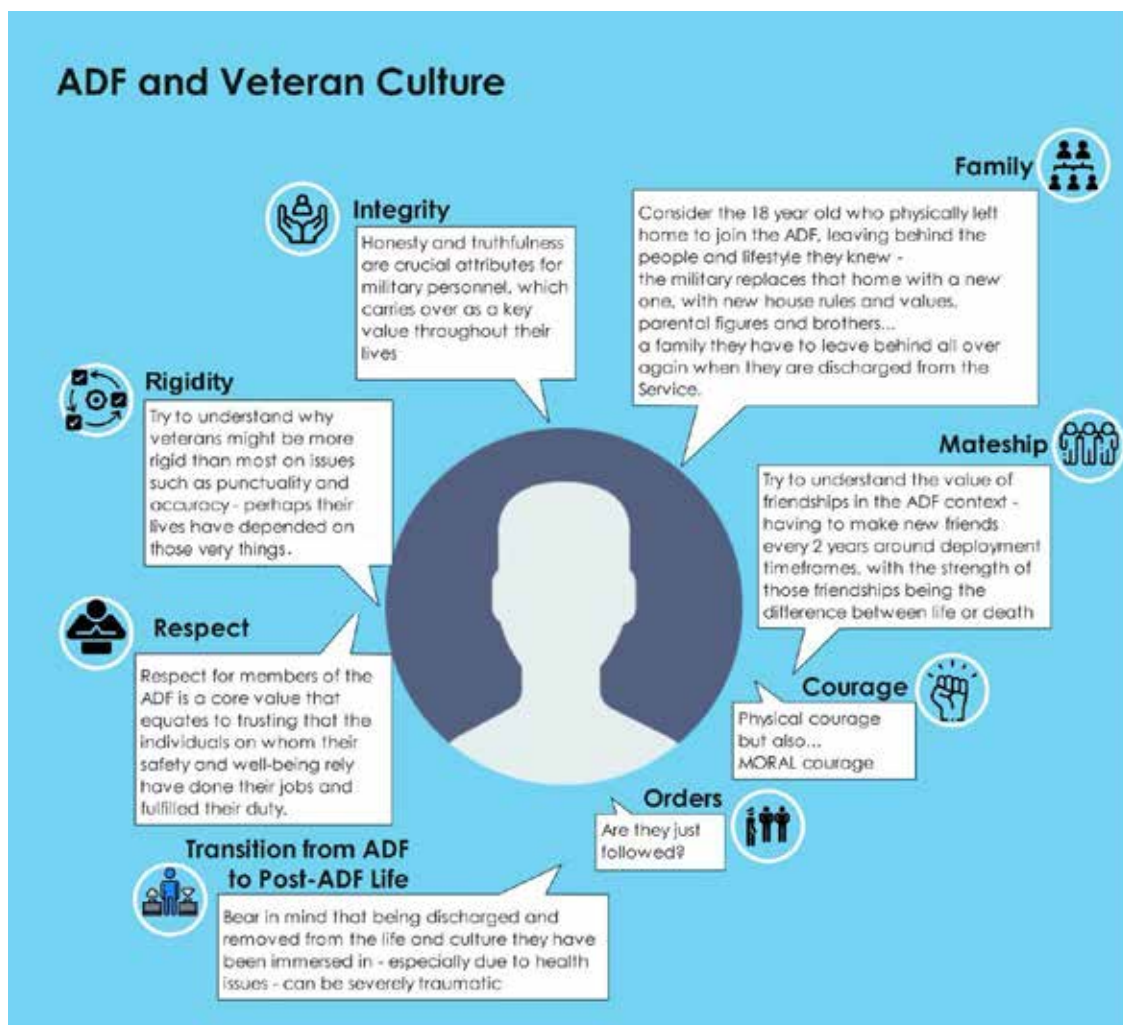 ADF and Veteran Culture
Integrity
Honesty and truthfulness
are crucial attributes for
military personnel, which
carries over as a key
value throughout their
lives
Family
Consider the 18 year old who physically left
home to join the ADF, leaving behind the
people and lifestyle they knew -
the military replaces that home with a new
one, with new house rules and values,
parental figures and brothers...
a family they have to leave behind all over
again when they are discharged from the
Service.
Rigidity
Try to understand why
veterans might be more
rigid than most on issues
such as punctuality and
accuracy - perhaps their
lives have depended on
those very things.
Mateship
Try to understand the value of
friendships in the ADF context -
having to make new friends
every 2 years around deployment
timeframes, with the strength of
those friendships being the
difference between life or death
Respect
Respect for members of the
ADF is a core value that
equates to trusting that the
individuals on whom their
safety and well-being rely
have done their jobs and
fulfilled their duty.
Courage
Physical courage
but also...
MORAL courage
Orders
Are they just
followed?
Transition from ADF
to Post-ADF Life
Bear in mind that being discharged and
removed from the life and culture they have
been immersed in - especially due to health
issues - can be severely traumatic